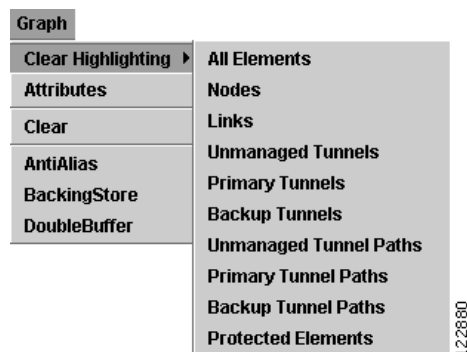 Graph
Clear Highlighting
Attributes
Clear
AntiAlias
BackingStore
DoubleBuffer
All Elements
Nodes
Links
Unmanaged Tunnels
Primary Tunnels
Backup Tunnels
Unmanaged Tunnel Paths
Primary Tunnel Paths
Backup Tunnel Paths
Protected Elements
122880